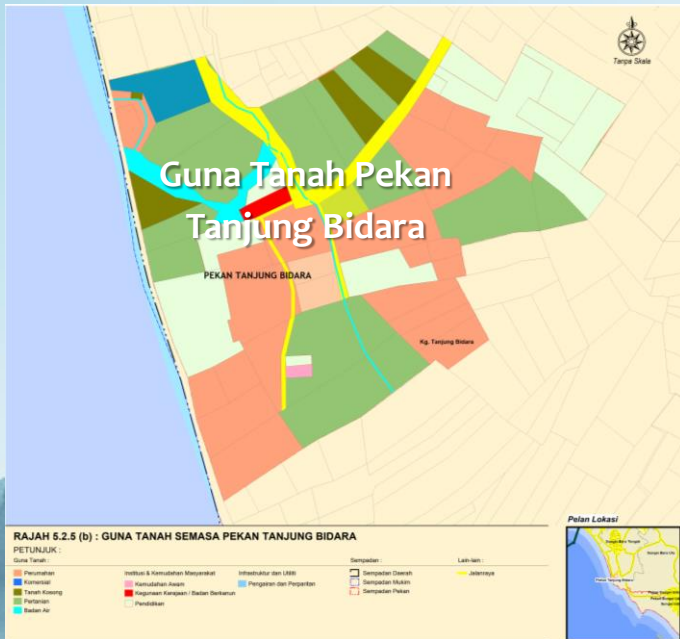 Tanpa Skala
Guna Tanah Pekan
Tanjung Bidara
PEKAN TANJUNG BIDARA
Kg. Tanjung Bidara
RAJAH 5.2.5 (b) : GUNA TANAH SEMASA PEKAN TANJUNG BIDARA
PETUNJUK :
Guna Tanah :
Perumahan
Komersial
Tanah Kosong
Pertanian
Badan Air
Institusi & Kemudahan Masyarakat
Kemudahan Awam
Kegunaan Kerajaan / Badan Berkanun
Pendidikan
Infrastruktur dan Utiliti
Pengairan dan Perparitan
Sempadan :
Sempadan Daerah
Sempadan Mukim
Sempadan Pekan
Lain-lain :
Jalanraya
Pelan Lokasi